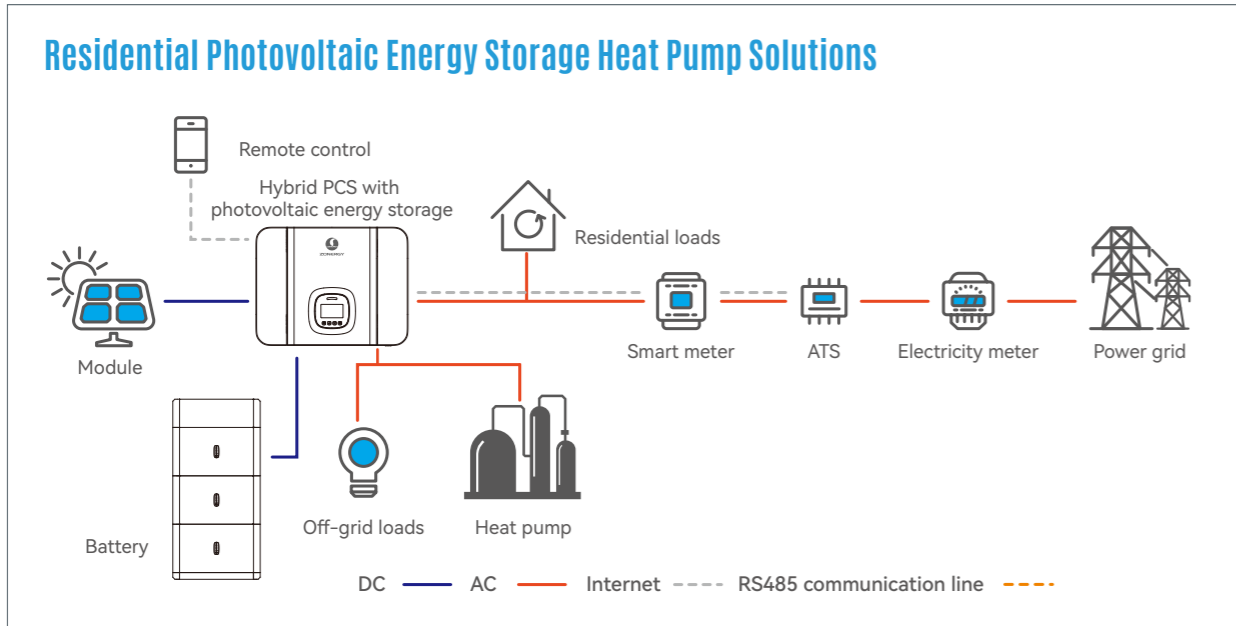 Residential Photovoltaic Energy Storage Heat Pump Solutions
Remote control
Hybrid PCS with
photovoltaic energy storage
ZONERGY
Residential loads
Module
Smart meter
ATS
Electricity meter
Power grid
Battery
Off-grid loads
Heat pump
DC
AC
Internet
RS485 communication line